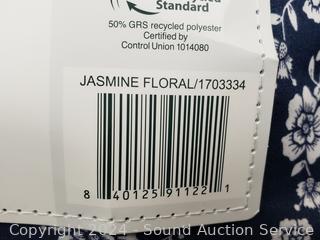 Standard
50% GRS recycled polyester
Certified by
Control Union 1014080
JASMINE FLORAL/1703334
8 40125 91122 1
Copyright 2024 - Sound Auction Service